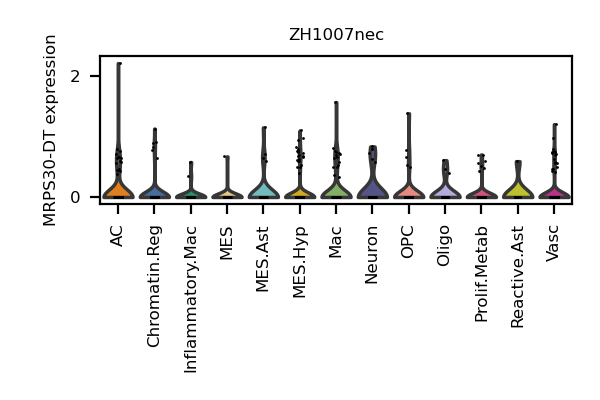 ZH1007nec
MRPS30-DT expression
2
0
AC
Chromatin.Reg
Inflammatory.Mac
MES
MES.Ast
MES.Hyp
Mac
Neuron
OPC
Oligo
Prolif.Metab
Reactive.Ast
Vasc